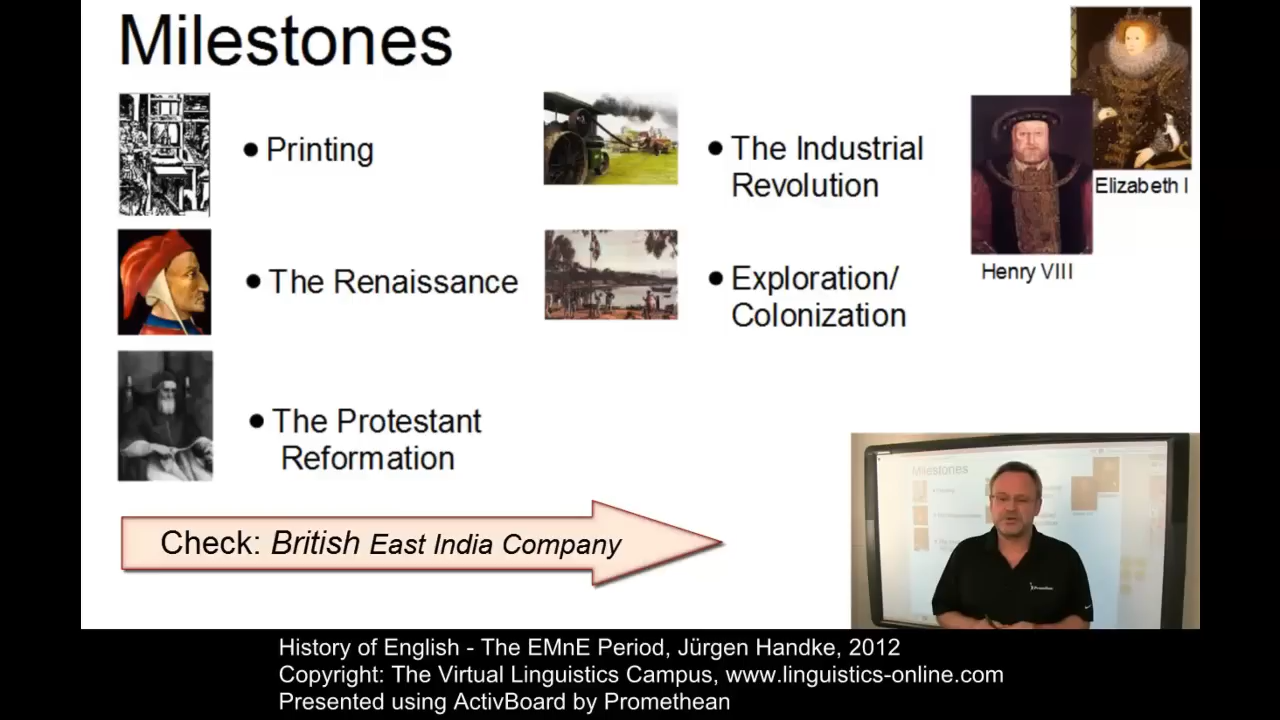 Milestones
• Printing
• The Renaissance
• The Protestant
Reformation
• The Industrial
Revolution
• Exploration/
Colonization
Elizabeth I
Henry VIII
Check: British East India Company
Milestones
Promethean
History of English - The EMnE Period, Jürgen Handke, 2012
Copyright: The Virtual Linguistics Campus, www.linguistics-online.com
Presented using ActivBoard by Promethean